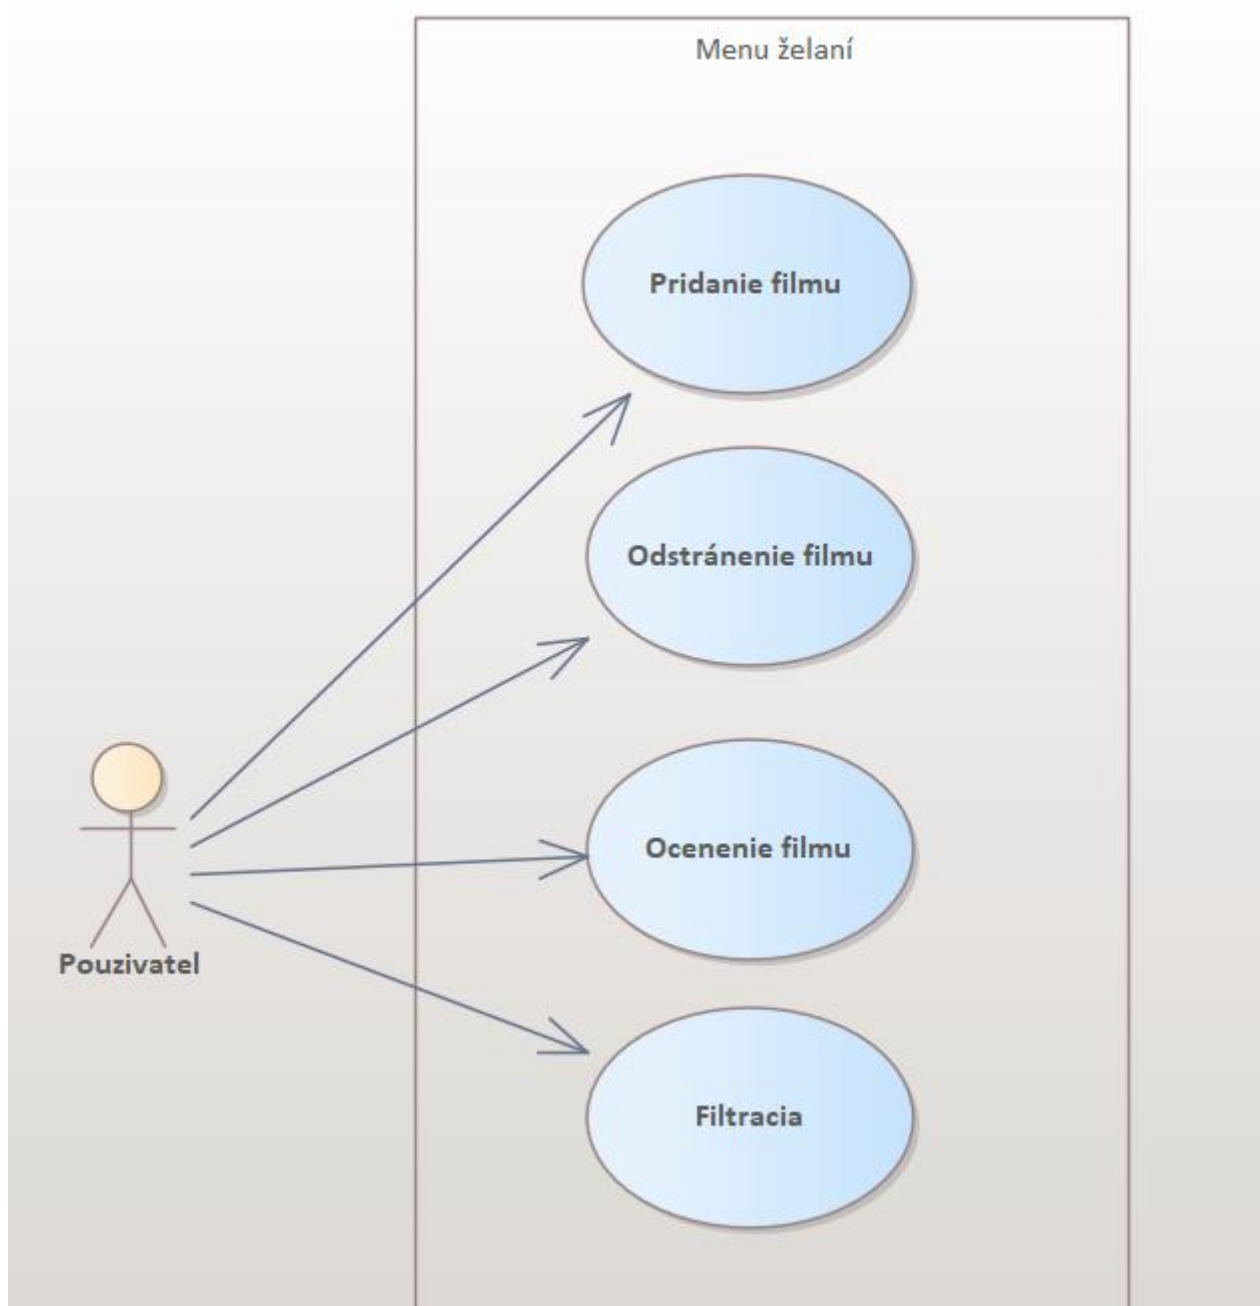 Menu želaní
Pridanie filmu
Odstránenie filmu
Ocenenie filmu
Pouzivatel
Filtracia